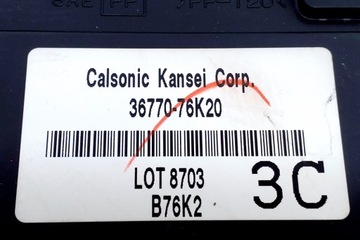 Calsonic Kansei Corp.
36770-76K20
LOT 8703
B76K2
3C